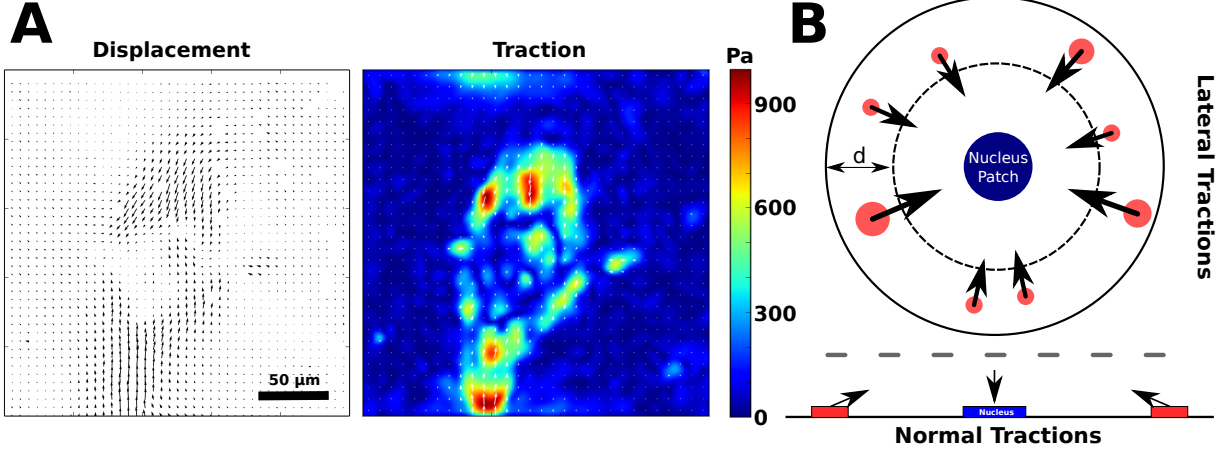 A
Displacement
50 µm
Traction
Pa
900
600
300
0
B
Nucleus
Patch
d
Lateral Tractions
Nucleus
Normal Tractions